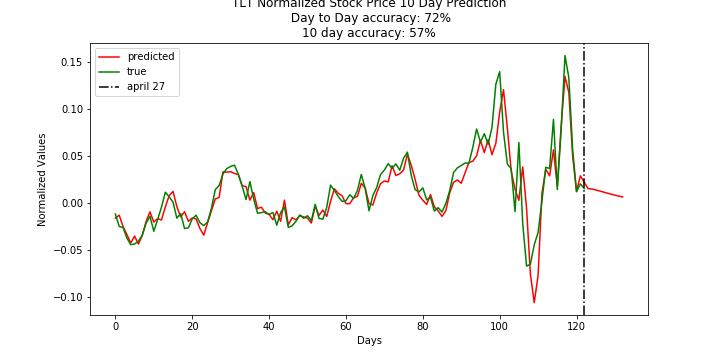 TLT Normalized Stock Price 10 Day Prediction
Day to Day accuracy: 72%
10 day accuracy: 57%
predicted
true
april 27
0.15
0.10
0.05
0.00
−0.05
−0.10
Normalized Values
0 20 40 60 80 100 120
Days